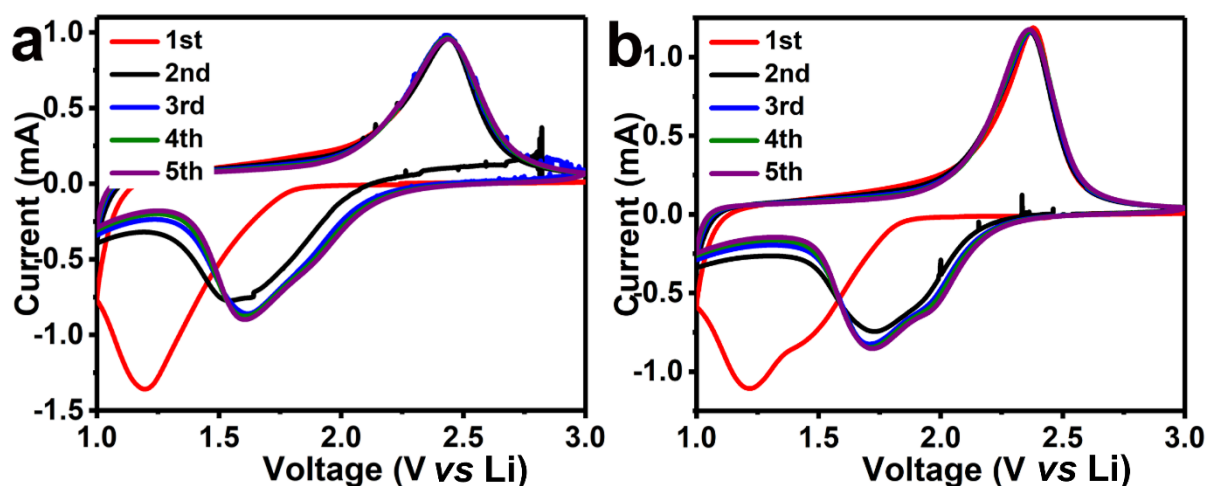 a
1st
2nd
3rd
4th
5th
1.0
0.5
0.0
-0.5
-1.0
-1.5
Current (mA)
1.0 1.5 2.0 2.5 3.0
Voltage (V vs Li)
b
1st
2nd
3rd
4th
5th
1.0
0.5
0.0
-0.5
-1.0
Current (mA)
1.0 1.5 2.0 2.5 3.0
Voltage (V vs Li)